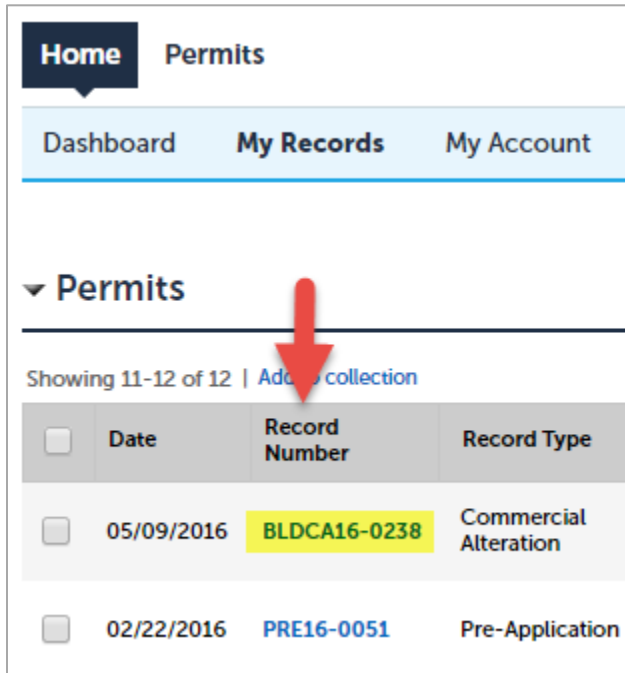 Home Permits
Dashboard My Records My Account
Permits
Showing 11-12 of 12 | Add collection
Date Record Number Record Type
05/09/2016 BLDCA16-0238 Commercial Alteration
02/22/2016 PRE16-0051 Pre-Application